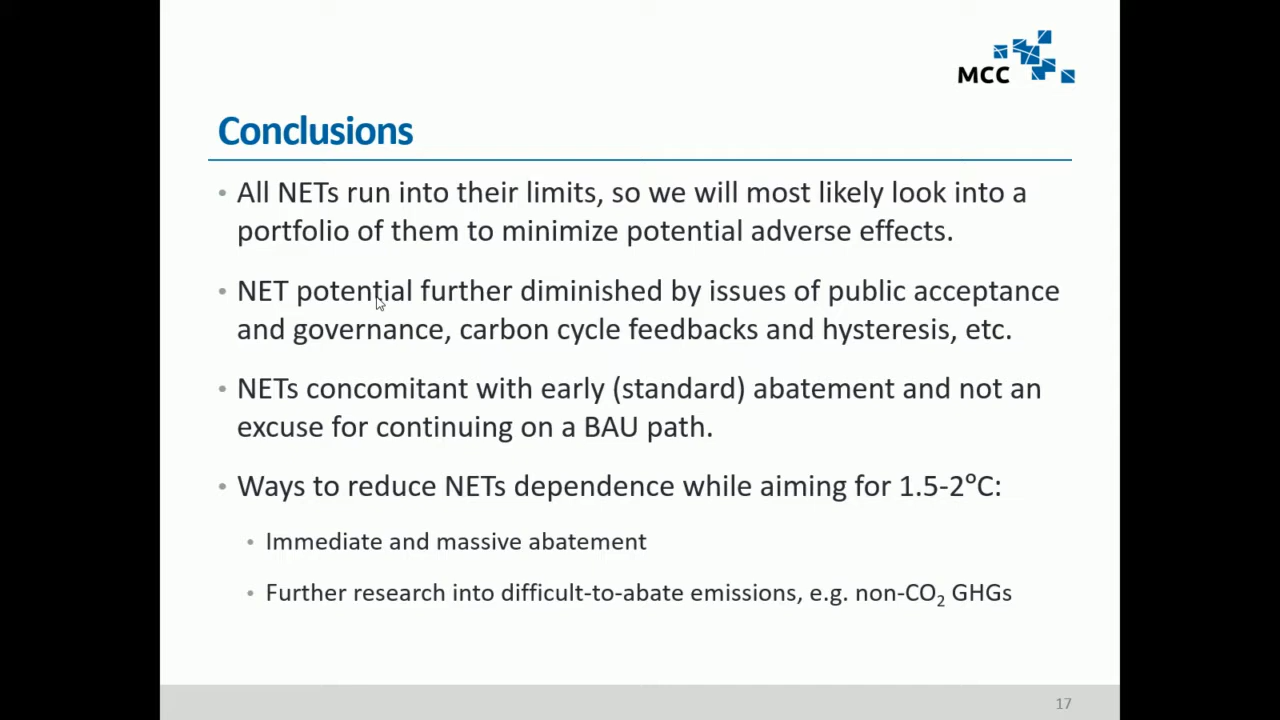 MCC
Conclusions
• All NETs run into their limits, so we will most likely look into a
portfolio of them to minimize potential adverse effects.
• NET potential further diminished by issues of public acceptance
and governance, carbon cycle feedbacks and hysteresis, etc.
• NETs concomitant with early (standard) abatement and not an
excuse for continuing on a BAU path.
• Ways to reduce NETs dependence while aiming for 1.5-2°C:
• Immediate and massive abatement
• Further research into difficult-to-abate emissions, e.g. non-CO₂ GHGs
17